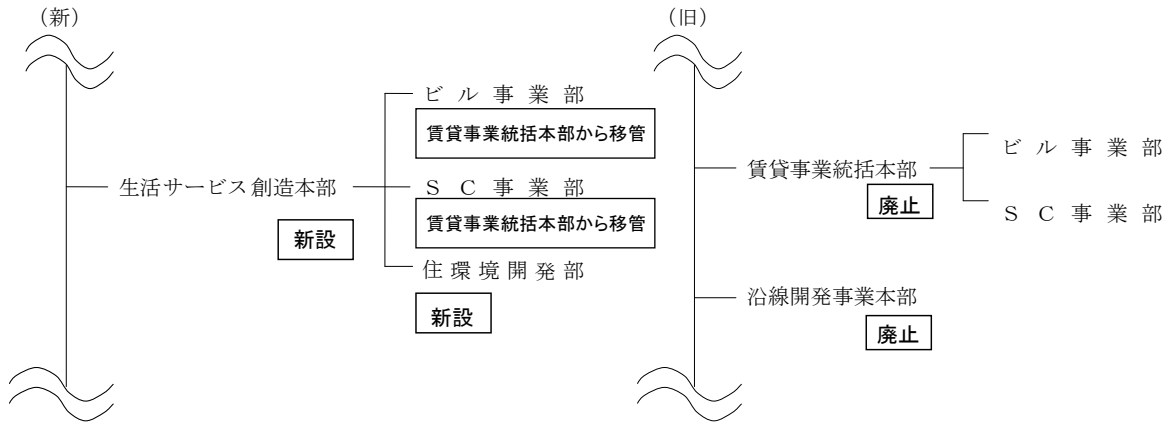 （新）
ビル事業部
賃貸事業統括本部から移管
生活サービス創造本部
新設
ＳＣ事業部
賃貸事業統括本部から移管
住環境開発部
新設
（旧）
賃貸事業統括本部
廃止
ビル事業部
ＳＣ事業部
沿線開発事業本部
廃止